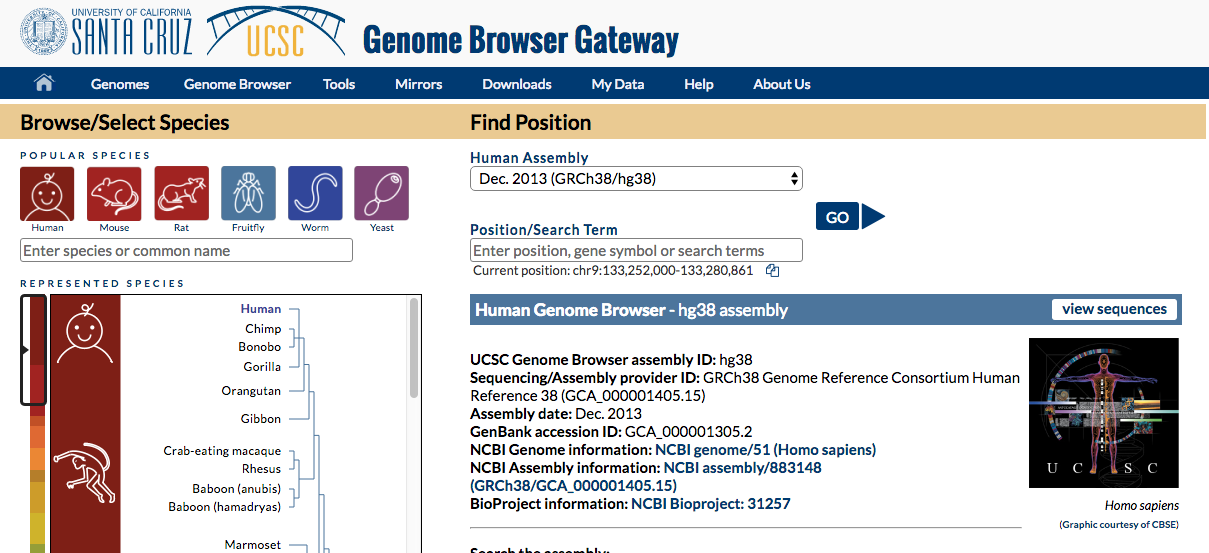 UNIVERSITY OF CALIFORNIA
SANTA CRUZ
UCSC
Genome Browser Gateway
Genomes Genome Browser Tools Mirrors Downloads My Data Help About Us
Browse/Select Species
POPULAR SPECIES
Human Mouse Rat Fruitfly Worm Yeast
Enter species or common name
REPRESENTED SPECIES
Human
Chimp
Bonobo
Gorilla
Orangutan
Gibbon
Crab-eating macaque
Rhesus
Baboon (anubis)
Baboon (hamadryas)
Marmoset
Find Position
Human Assembly
Dec. 2013 (GRCh38/hg38)
GO
Position/Search Term
Enter position, gene symbol or search terms
Current position: chr9:133,252,000-133,280,861
Human Genome Browser - hg38 assembly
view sequences
UCSC Genome Browser assembly ID: hg38
Sequencing/Assembly provider ID: GRCh38 Genome Reference Consortium Human
Reference 38 (GCA_000001405.15)
Assembly date: Dec. 2013
GenBank accession ID: GCA_000001305.2
NCBI Genome information: NCBI genome/51 (Homo sapiens)
NCBI Assembly information: NCBI assembly/883148
(GRCh38/GCA_000001405.15)
BioProject information: NCBI Bioproject: 31257
U C S C
Homo sapiens
(Graphic courtesy of CBSE)
Search the assembly: